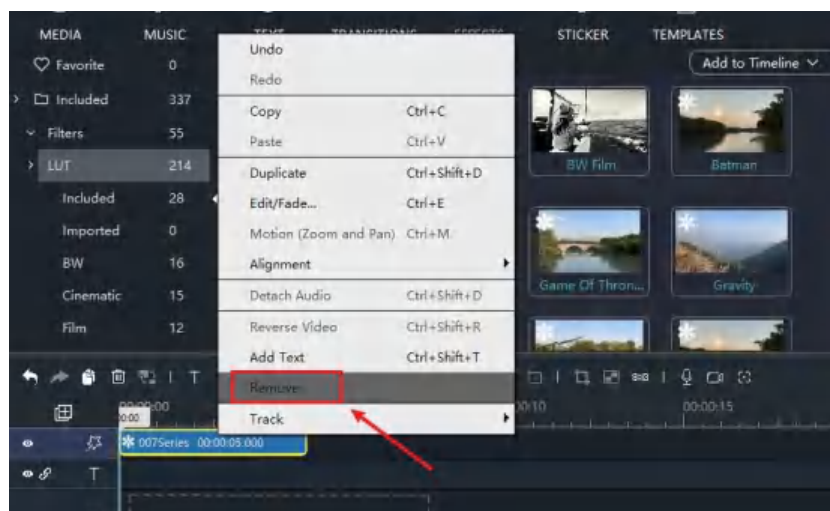 MEDIA MUSIC TEXT TRANSITIONS EFFECTS STICKER TEMPLATES
Favorite 0
Add to Timeline
Included 337
Filters 55
LUT 214
Included 28
Imported 0
BW 16
Cinematic 15
Film 12
Undo
Redo
Copy Ctrl+C
Paste Ctrl+V
Duplicate Ctrl+Shift+D
Edit/Fade... Ctrl+E
Motion (Zoom and Pan) Ctrl+M
Alignment
Detach Audio Ctrl+Shift+D
Reverse Video Ctrl+Shift+R
Add Text Ctrl+Shift+T
Remove
Track
BW Film
Batman
Game Of Thron...
Gravity
T
00:00:00
0:00
00:10
00:00:15
007Series 00:00:05.000
T